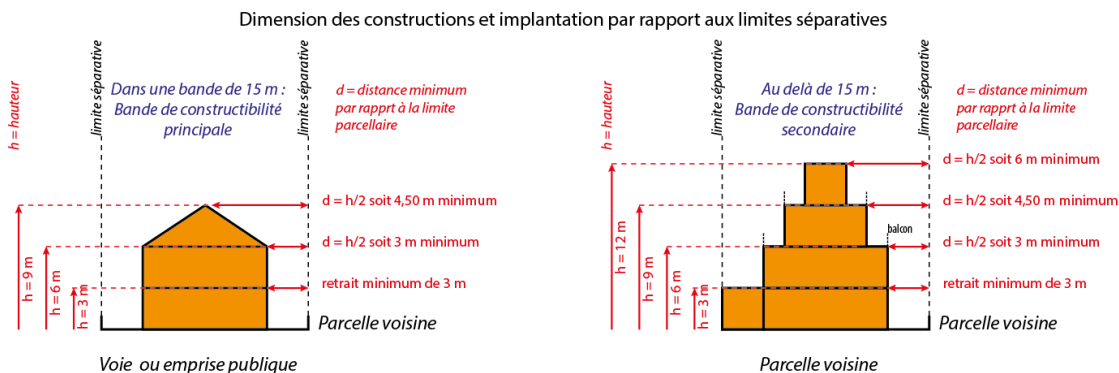 Dimension des constructions et implantation par rapport aux limites séparatives
h = hauteur
limite séparative
Dans une bande de 15 m :
Bande de constructibilité
principale
limite séparative
d = distance minimum
par rapprt à la limite
parcellaire
d = h/2 soit 4,50 m minimum
d = h/2 soit 3 m minimum
retrait minimum de 3 m
h = 9 m
h = 6 m
h = 3 m
Parcelle voisine
Voie ou emprise publique
h = hauteur
limite séparative
Au delà de 15 m :
Bande de constructibilité
secondaire
limite séparative
d = distance minimum
par rapprt à la limite
parcellaire
d = h/2 soit 6 m minimum
d = h/2 soit 4,50 m minimum
balcon
d = h/2 soit 3 m minimum
retrait minimum de 3 m
h = 12 m
h = 9 m
h = 6 m
h = 3 m
Parcelle voisine
Parcelle voisine